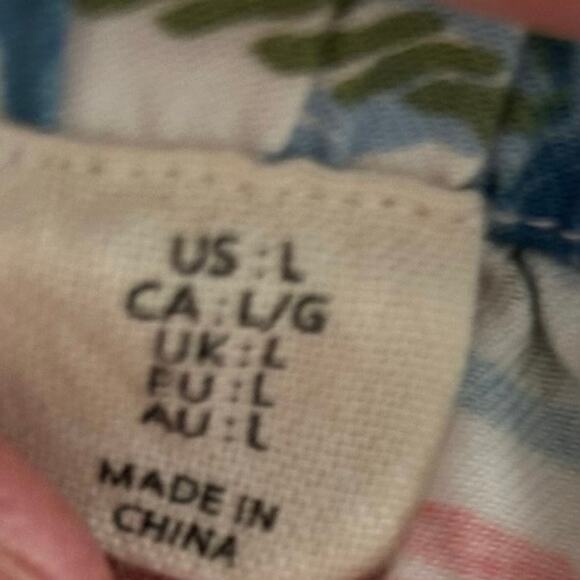 US : L
CA : L/G
UK : L
EU : L
AU : L
MADE IN
CHINA